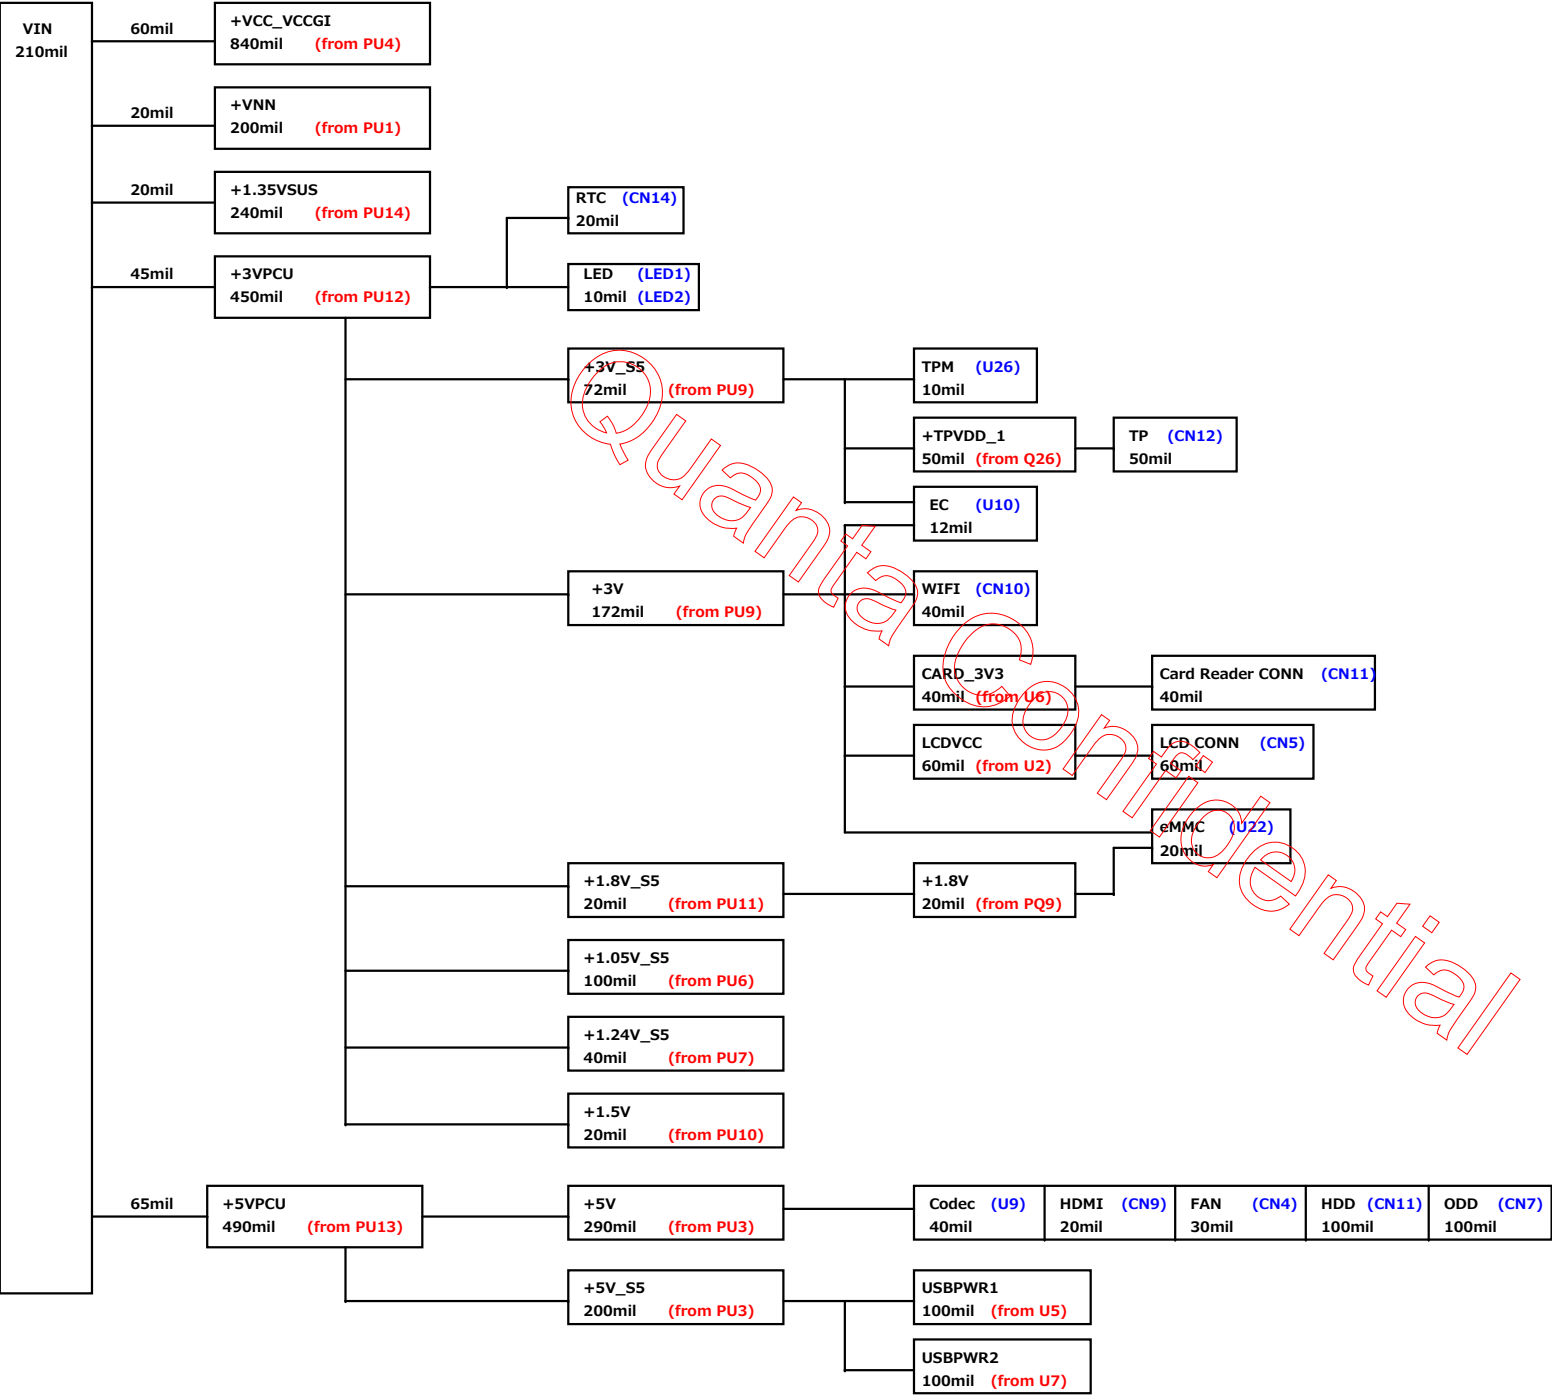 VIN
210mil
60mil
+VCC_VCCGI
840mil (from PU4)
20mil
+VNN
200mil (from PU1)
20mil
+1.35VSUS
240mil (from PU14)
45mil
+3VPCU
450mil (from PU12)
RTC (CN14)
20mil
LED (LED1)
10mil (LED2)
+3V_S5
72mil (from PU9)
TPM (U26)
10mil
+TPVDD_1
50mil (from Q26)
TP (CN12)
50mil
EC (U10)
12mil
+3V
172mil (from PU9)
WIFI (CN10)
40mil
CARD_3V3
40mil (from U6)
Card Reader CONN (CN11)
40mil
LCDVCC
60mil (from U2)
LCD CONN (CN5)
60mil
eMMC (U22)
20mil
+1.8V_S5
20mil (from PU11)
+1.8V
20mil (from PQ9)
+1.05V_S5
100mil (from PU6)
+1.24V_S5
40mil (from PU7)
+1.5V
20mil (from PU10)
65mil
+5VPCU
490mil (from PU13)
+5V
290mil (from PU3)
Codec (U9)
40mil
HDMI (CN9)
20mil
FAN (CN4)
30mil
HDD (CN11)
100mil
ODD (CN7)
100mil
+5V_S5
200mil (from PU3)
USBPWR1
100mil (from U5)
USBPWR2
100mil (from U7)
Quanta Confidential